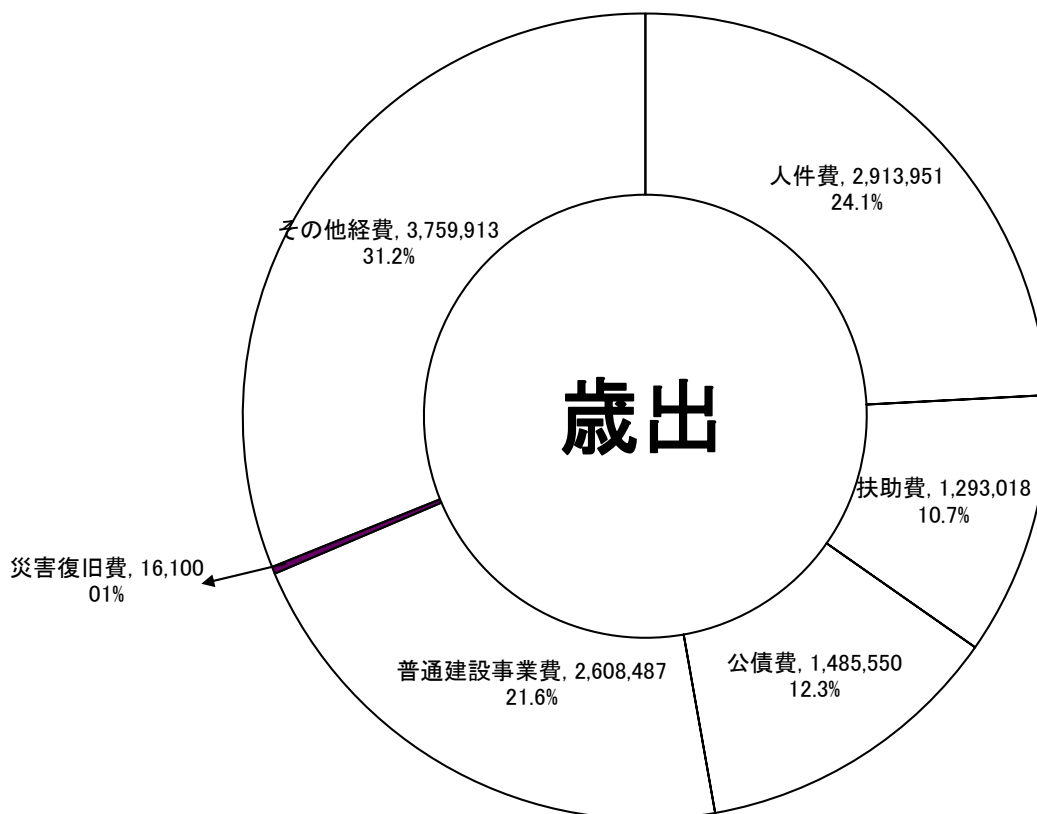 人件費, 2,913,951
24.1%
その他経費, 3,759,913
31.2%
歳出
扶助費, 1,293,018
10.7%
災害復旧費, 16,100
01%
公債費, 1,485,550
12.3%
普通建設事業費, 2,608,487
21.6%